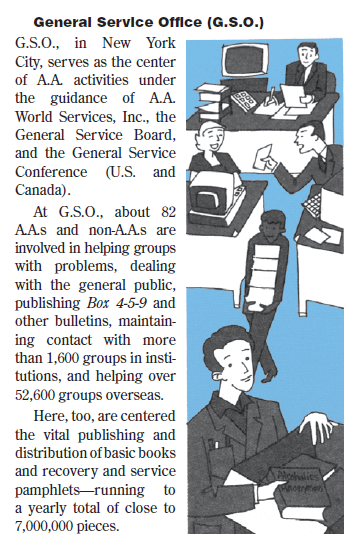 General Service Office (G.S.O.)
G.S.O., in New York
City, serves as the center
of A.A. activities under
the guidance of A.A.
World Services, Inc., the
General Service Board,
and the General Service
Conference (U.S. and
Canada).
At G.S.O., about 82
A.A.s and non-A.A.s are
involved in helping groups
with problems, dealing
with the general public,
publishing Box 4-5-9 and
other bulletins, maintain-
ing contact with more
than 1,600 groups in insti-
tutions, and helping over
52,600 groups overseas.
Here, too, are centered
the vital publishing and
distribution of basic books
and recovery and service
pamphlets—running to
a yearly total of close to
7,000,000 pieces.
Alcoholics
Anonymous